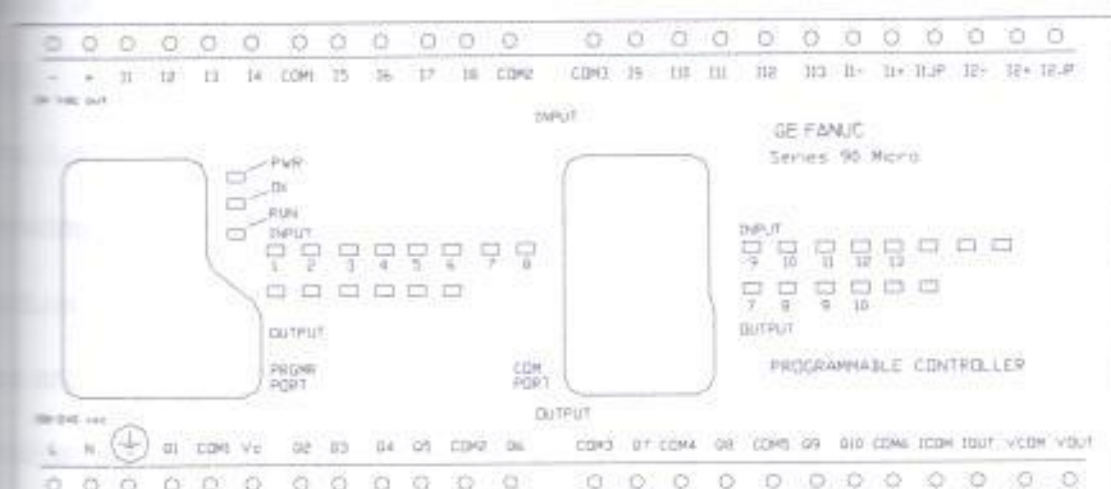 - + I1 I2 I3 I4 COM1 I5 I6 I7 I8 COM2 COM3 I9 I10 I11 I12 I13 I1- I1+ I1JP I2- I2+ I2JP
INPUT
GE FANUC
Series 90 Micro
PWR
OK
RUN
INPUT
1 2 3 4 5 6 7 8
OUTPUT
PRGMR
PORT
COM
PORT
INPUT
9 10 11 12 13
7 8 9 10
OUTPUT
PROGRAMMABLE CONTROLLER
OUTPUT
L N Q1 COM1 Vc Q2 Q3 Q4 Q5 COM2 Q6 COM3 Q7 COM4 Q8 COM5 Q9 Q10 COM6 ICOM IOUT VCOM VOUT